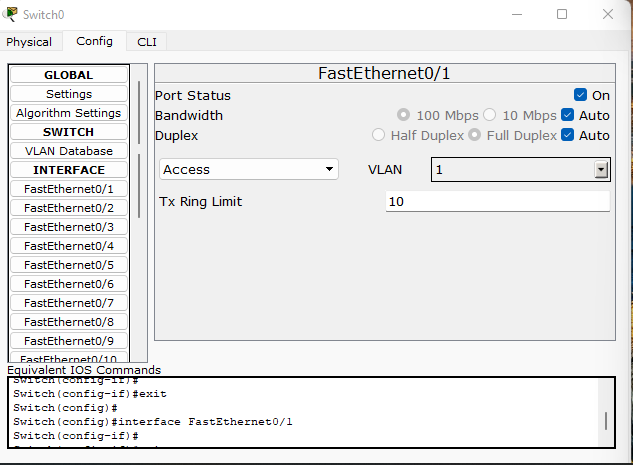 Switch0
Physical Config CLI
GLOBAL
Settings
Algorithm Settings
SWITCH
VLAN Database
INTERFACE
FastEthernet0/1
FastEthernet0/2
FastEthernet0/3
FastEthernet0/4
FastEthernet0/5
FastEthernet0/6
FastEthernet0/7
FastEthernet0/8
FastEthernet0/9
FastEthernet0/10
FastEthernet0/1
Port Status On
Bandwidth 100 Mbps 10 Mbps Auto
Duplex Half Duplex Full Duplex Auto
Access VLAN 1
Tx Ring Limit 10
Equivalent IOS Commands
Switch(config-if)#
Switch(config-if)#exit
Switch(config)#
Switch(config)#interface FastEthernet0/1
Switch(config-if)#